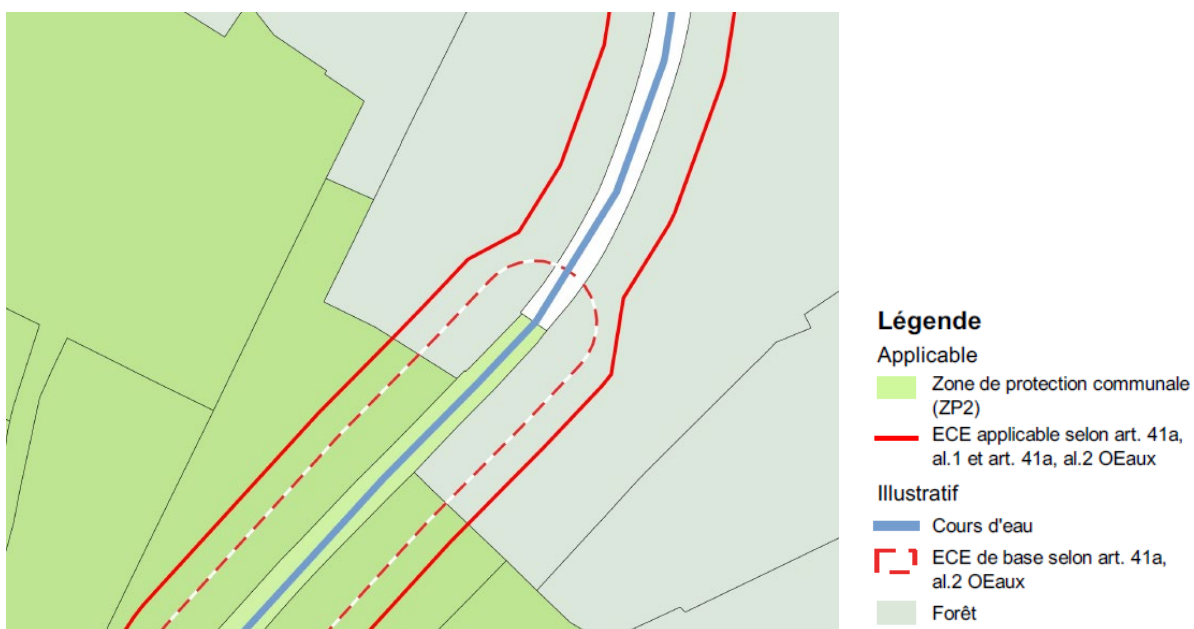 Légende
Applicable
Zone de protection communale
(ZP2)
ECE applicable selon art. 41a,
al.1 et art. 41a, al.2 OEaux
Illustratif
Cours d'eau
ECE de base selon art. 41a,
al.2 OEaux
Forêt